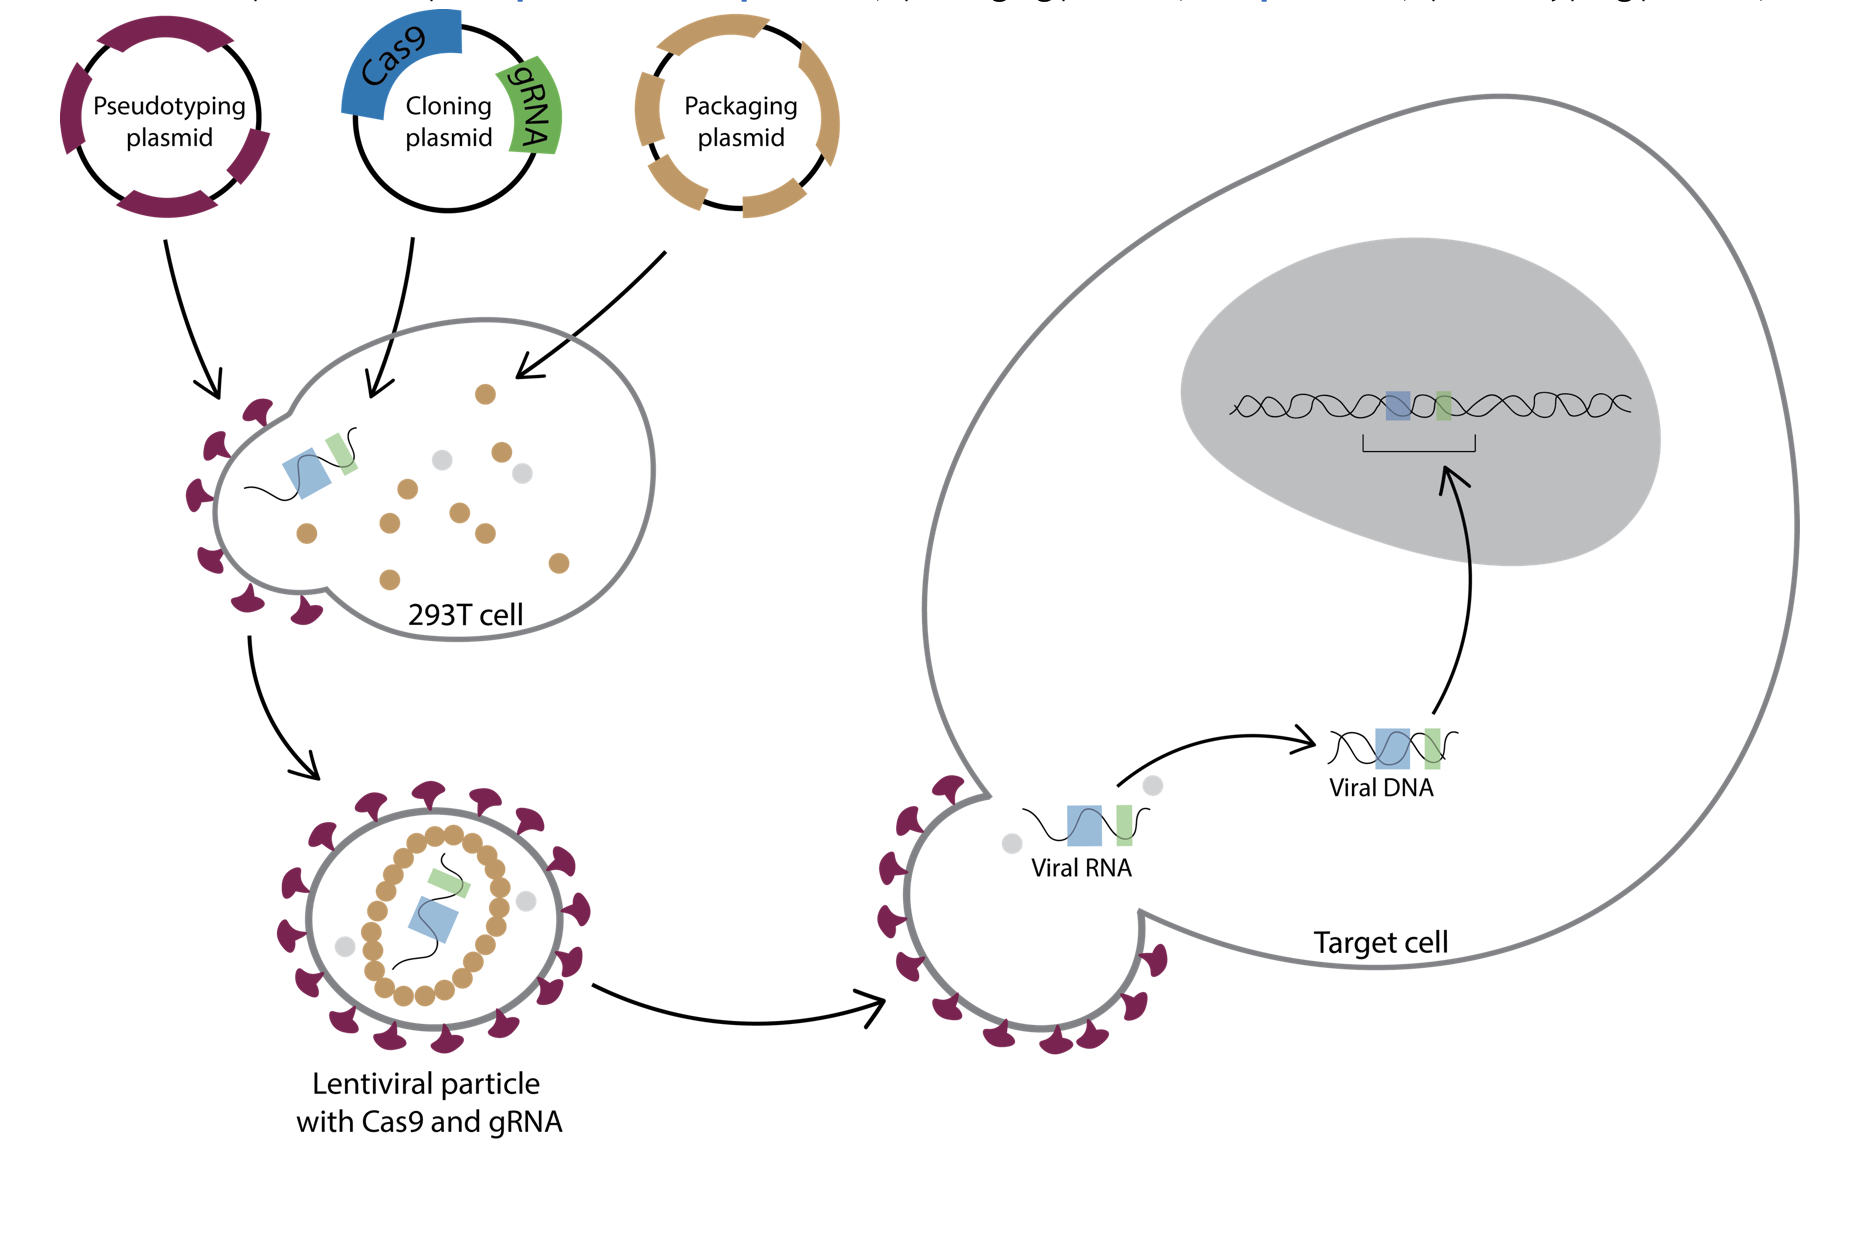 Pseudotyping
plasmid
Cas9
gRNA
Cloning
plasmid
Packaging
plasmid
293T cell
Lentiviral particle
with Cas9 and gRNA
Viral RNA
Viral DNA
Target cell